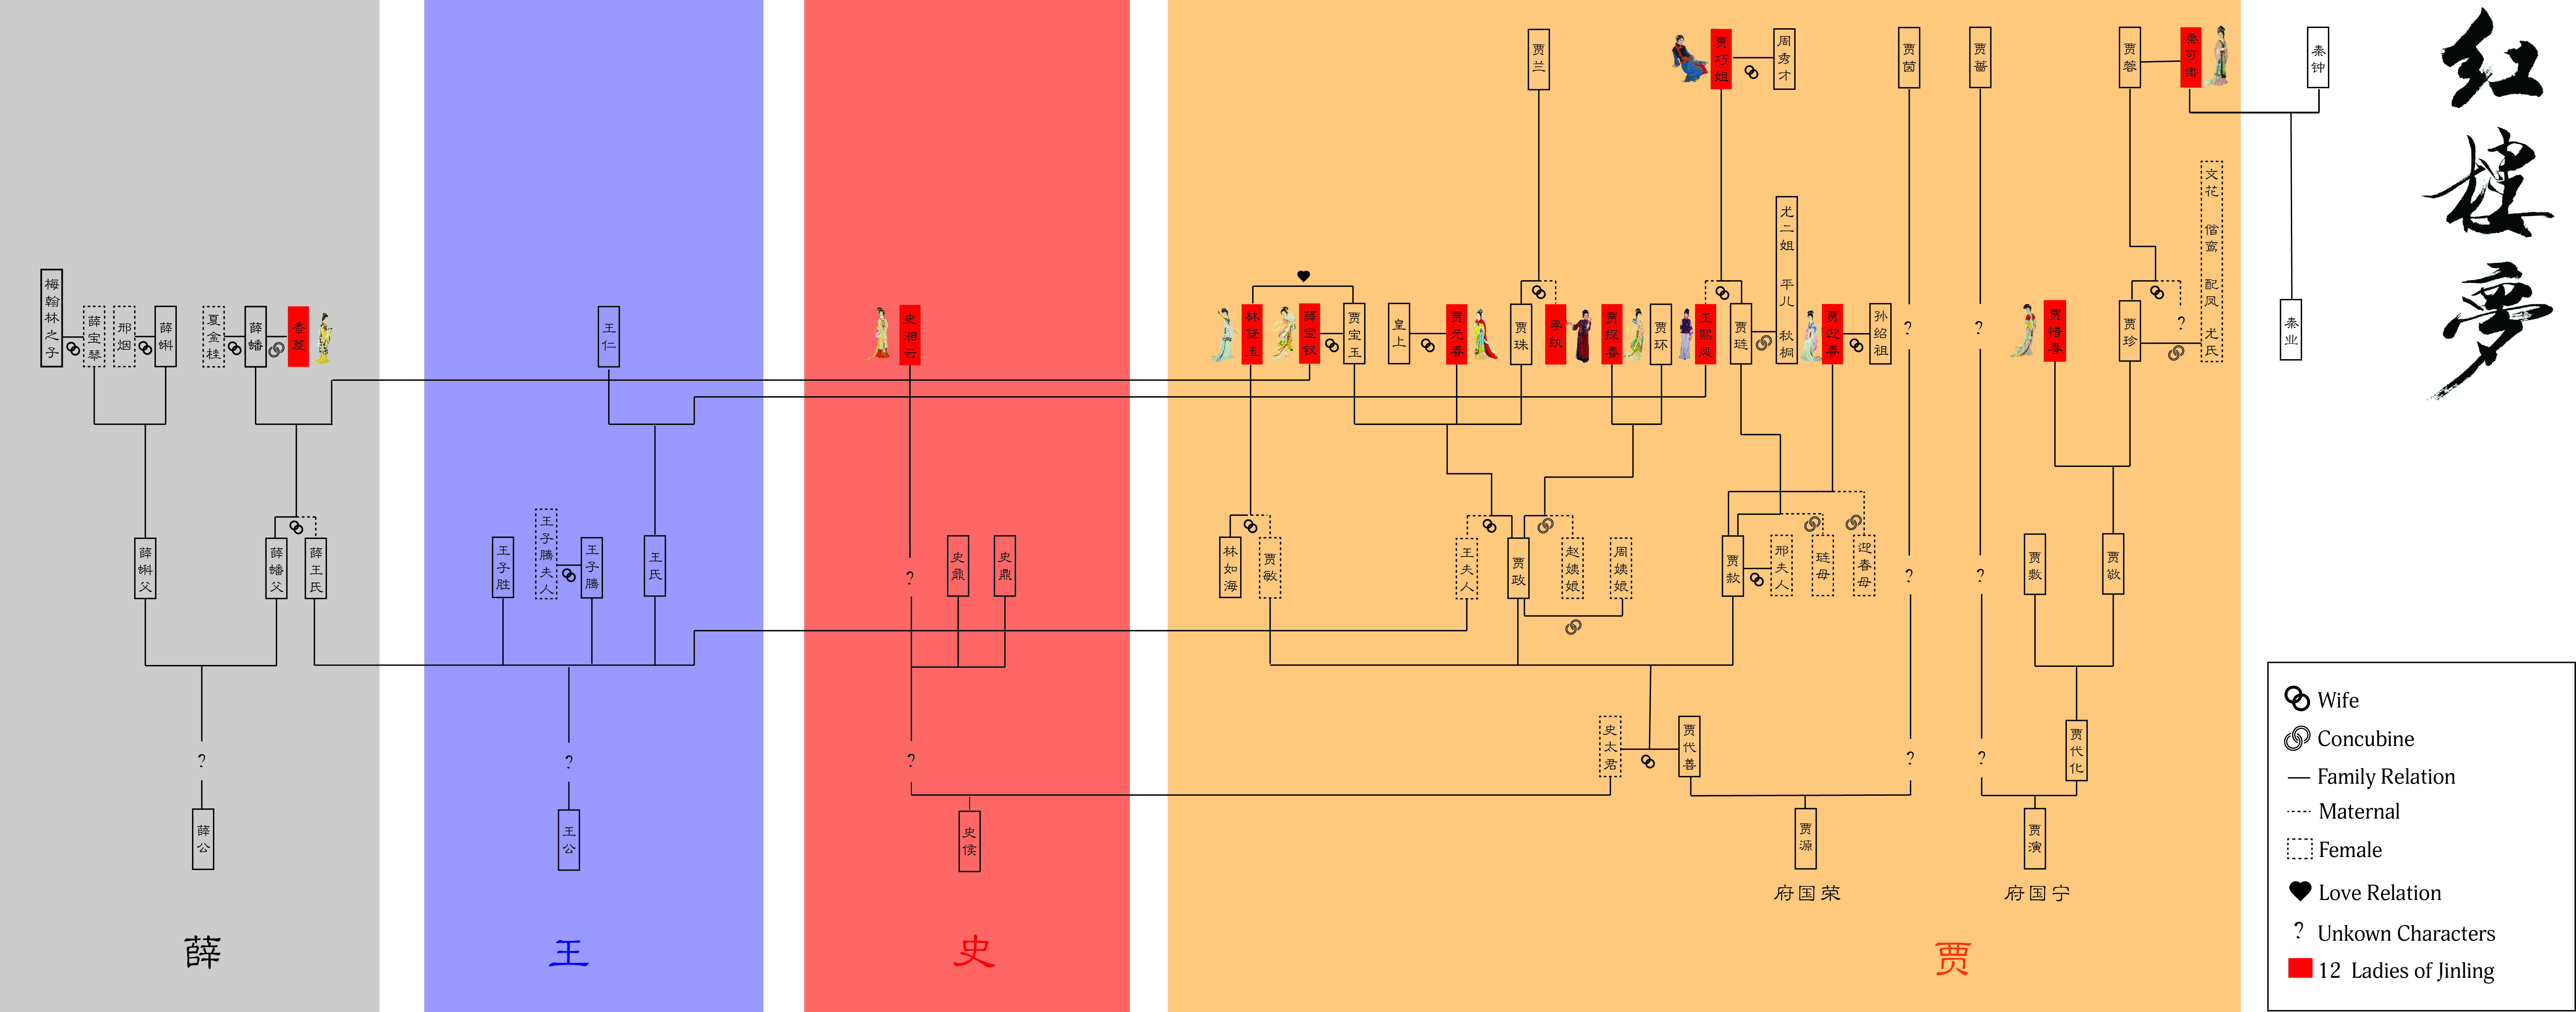 红楼梦
贾兰
贾巧姐
周秀才
贾茵
贾蔷
贾蓉
秦可卿
秦钟
文花
偕鸾
配凤
尤氏
尤二姐
平儿
秋桐
梅翰林之子
薛宝琴
邢烟
薛蝌
夏金桂
薛蟠
香菱
王仁
史湘云
林黛玉
薛宝钗
贾宝玉
皇上
贾元春
贾珠
李纨
贾探春
贾环
王熙凤
贾琏
贾迎春
孙绍祖
?
?
贾惜春
贾珍
?
秦业
薛蝌父
薛蟠父
薛王氏
王子胜
王子腾夫人
王子腾
王氏
?
史鼐
史鼎
林如海
贾敏
王夫人
贾政
赵姨娘
周姨娘
贾赦
邢夫人
琏母
迎春母
?
?
贾敷
贾敬
?
?
?
史太君
贾代善
?
?
贾代化
薛公
王公
史侯
贾源
贾演
府国荣
府国宁
薛
王
史
贾
Wife
Concubine
Family Relation
Maternal
Female
Love Relation
? Unkown Characters
12 Ladies of Jinling